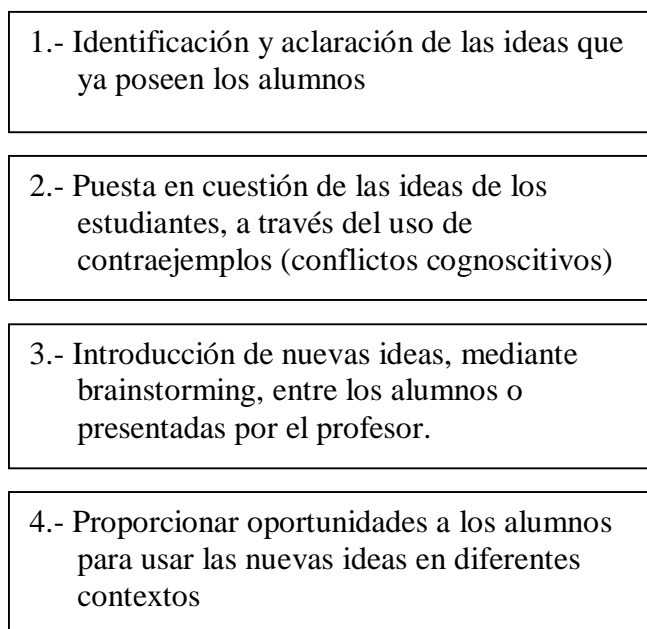 1.- Identificación y aclaración de las ideas que
ya poseen los alumnos
2.- Puesta en cuestión de las ideas de los
estudiantes, a través del uso de
contraejemplos (conflictos cognoscitivos)
3.- Introducción de nuevas ideas, mediante
brainstorming, entre los alumnos o
presentadas por el profesor.
4.- Proporcionar oportunidades a los alumnos
para usar las nuevas ideas en diferentes
contextos